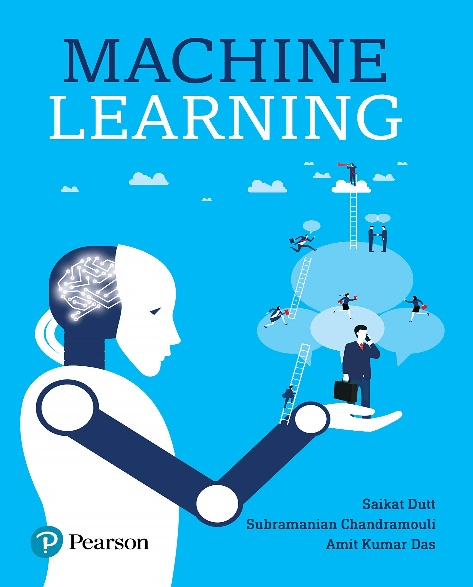 MACHINE
LEARNING
Saikat Dutt
Subramanian Chandramouli
Amit Kumar Das
P Pearson